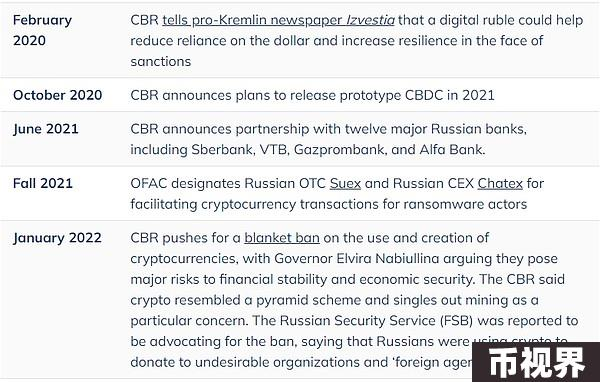 February
2020
CBR tells pro-Kremlin newspaper Izvestia that a digital ruble could help
reduce reliance on the dollar and increase resilience in the face of
sanctions
October 2020
CBR announces plans to release prototype CBDC in 2021
June 2021
CBR announces partnership with twelve major Russian banks,
including Sberbank, VTB, Gazprombank, and Alfa Bank.
Fall 2021
OFAC designates Russian OTC Suex and Russian CEX Chatex for
facilitating cryptocurrency transactions for ransomware actors
January 2022
CBR pushes for a blanket ban on the use and creation of
cryptocurrencies, with Governor Elvira Nabiullina arguing they pose
major risks to financial stability and economic security. The CBR said
crypto resembled a pyramid scheme and singles out mining as a
particular concern. The Russian Security Service (FSB) was reported to
be advocating for the ban, saying that Russians were using crypto to
donate to undesirable organizations and ‘foreign
币视界